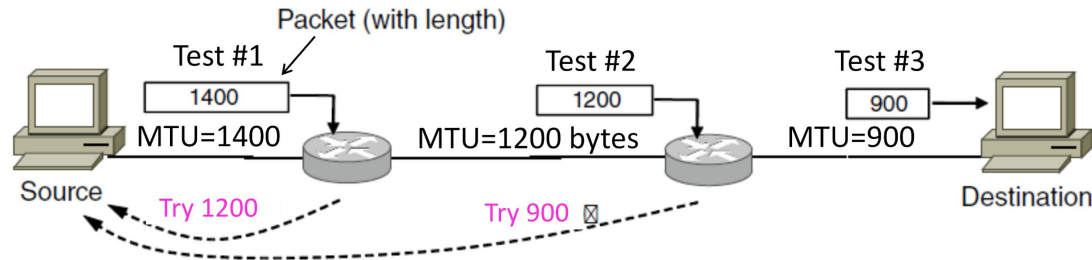 Packet (with length)
Test #1
Test #2
Test #3
1400
1200
900
MTU=1400
MTU=1200 bytes
MTU=900
Source
Destination
Try 1200
Try 900